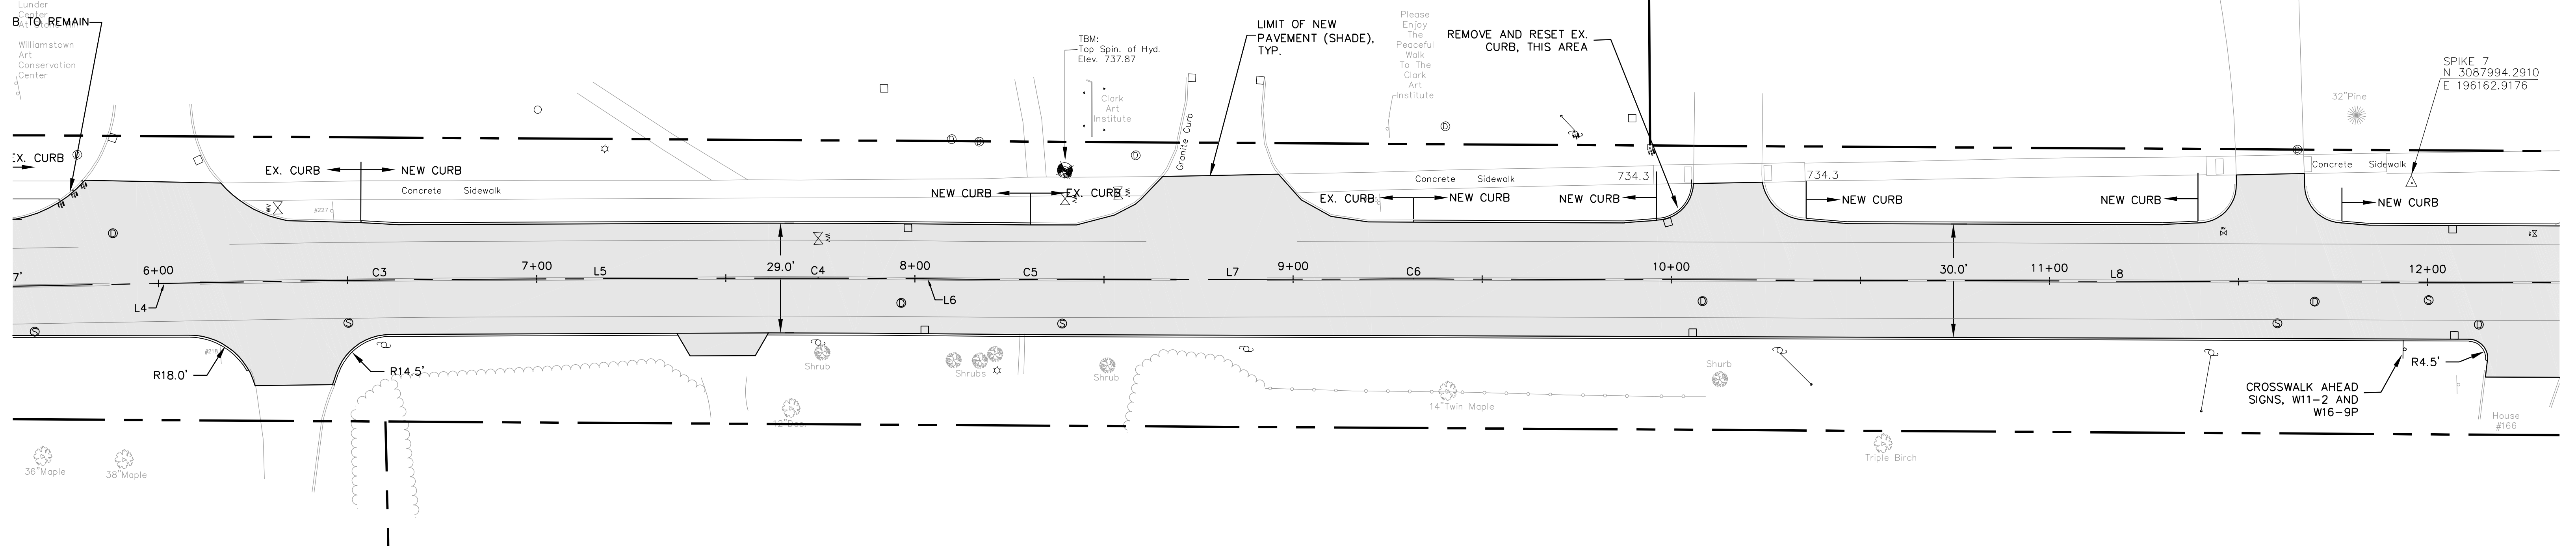 Lunder
Center
At
B TO REMAIN
Williamstown
Art
Conservation
Center
EX. CURB
EX. CURB
NEW CURB
Concrete Sidewalk
#227
WV
TBM:
Top Spin. of Hyd.
Elev. 737.87
Clark
Art
Institute
NEW CURB
EX. CURB
WV
WV
Granite Curb
LIMIT OF NEW
PAVEMENT (SHADE),
TYP.
Please
Enjoy
The
Peaceful
Walk
To The
Clark
Art
Institute
REMOVE AND RESET EX.
CURB, THIS AREA
Concrete Sidewalk
734.3
734.3
EX. CURB
NEW CURB
NEW CURB
NEW CURB
NEW CURB
NEW CURB
32"Pine
SPIKE 7
N 3087994.2910
E 196162.9176
Concrete Sidewalk
D
D
D
D
D
D
D
WV
7'
6+00
C3
7+00
L5
29.0'
C4
8+00
C5
L7
9+00
C6
10+00
30.0'
11+00
L8
12+00
L4
L6
D
D
D
S
S
S
S
S
D
R18.0'
R14.5'
Shrub
Shrubs
Shrub
14"Twin Maple
Shurb
R4.5'
CROSSWALK AHEAD
SIGNS, W11-2 AND
W16-9P
House
#166
36"Maple
38"Maple
Triple Birch